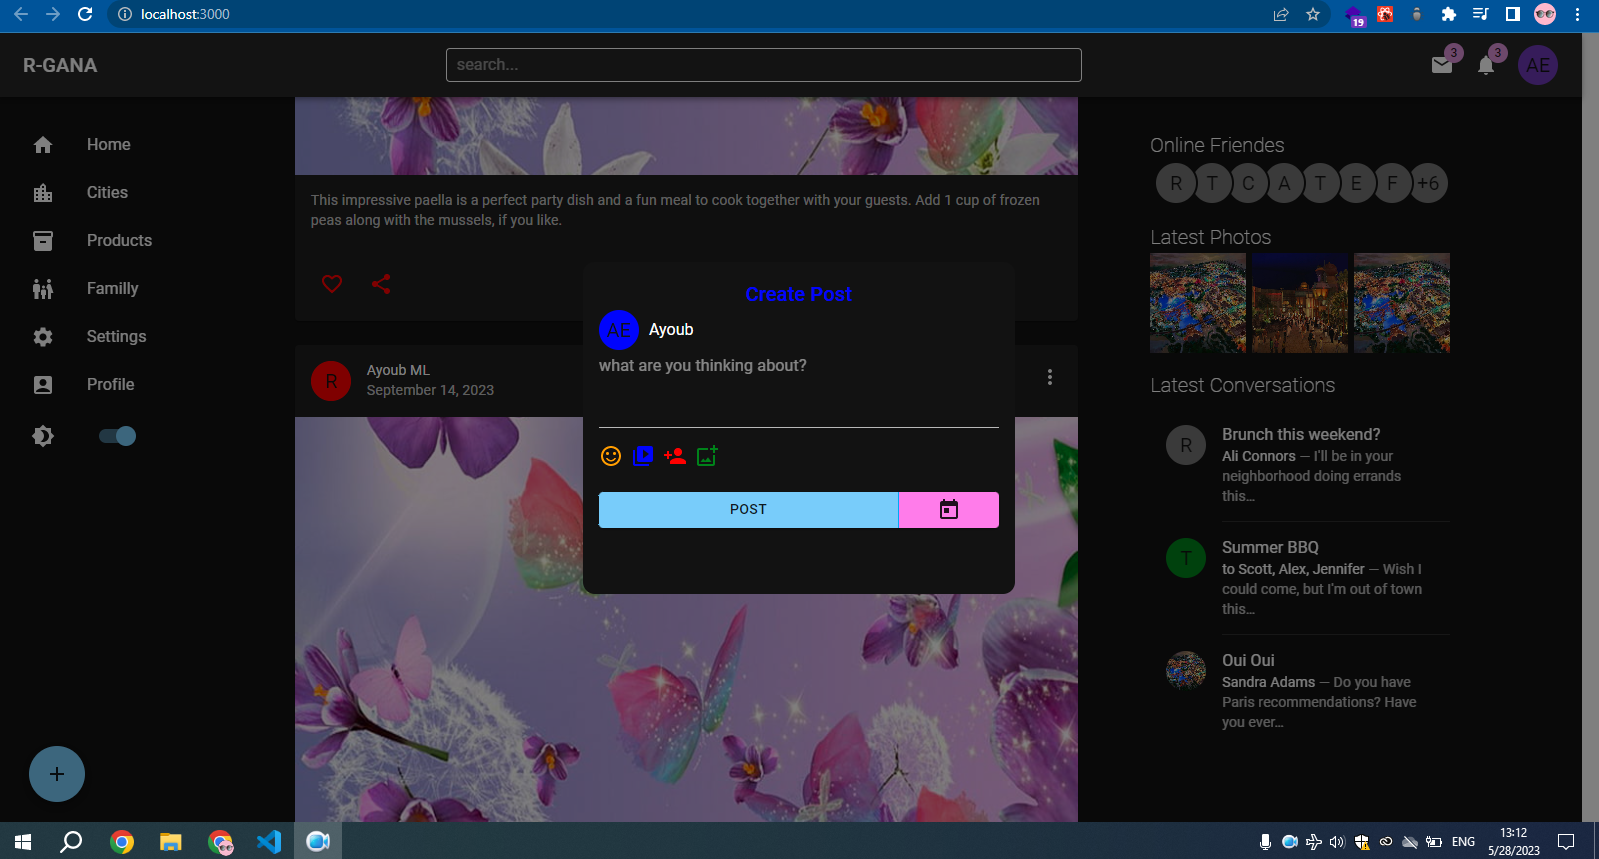 localhost:3000
19
R-GANA
search...
3
3
AE
Home
Cities
Products
Familly
Settings
Profile
This impressive paella is a perfect party dish and a fun meal to cook together with your guests. Add 1 cup of frozen
peas along with the mussels, if you like.
R
Ayoub ML
September 14, 2023
Create Post
AE
Ayoub
what are you thinking about?
POST
Online Friendes
R T C A T E F +6
Latest Photos
Latest Conversations
R
Brunch this weekend?
Ali Connors — I'll be in your
neighborhood doing errands
this…
T
Summer BBQ
to Scott, Alex, Jennifer — Wish I
could come, but I'm out of town
this…
Oui Oui
Sandra Adams — Do you have
Paris recommendations? Have
you ever…
ENG
13:12
5/28/2023